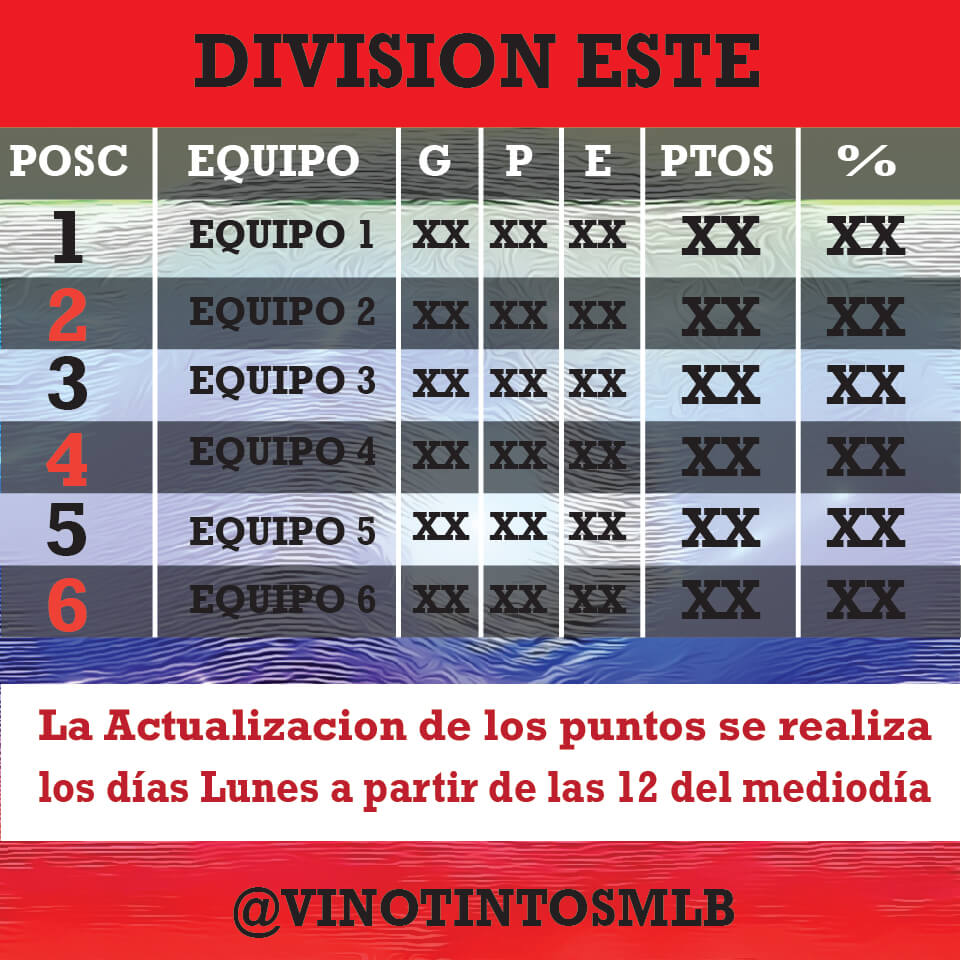 DIVISION ESTE
POSC EQUIPO G P E PTOS %
1 EQUIPO 1 XX XX XX XX XX
2 EQUIPO 2 XX XX XX XX XX
3 EQUIPO 3 XX XX XX XX XX
4 EQUIPO 4 XX XX XX XX XX
5 EQUIPO 5 XX XX XX XX XX
6 EQUIPO 6 XX XX XX XX XX
La Actualizacion de los puntos se realiza
los días Lunes a partir de las 12 del mediodía
@VINOTINTOSMLB